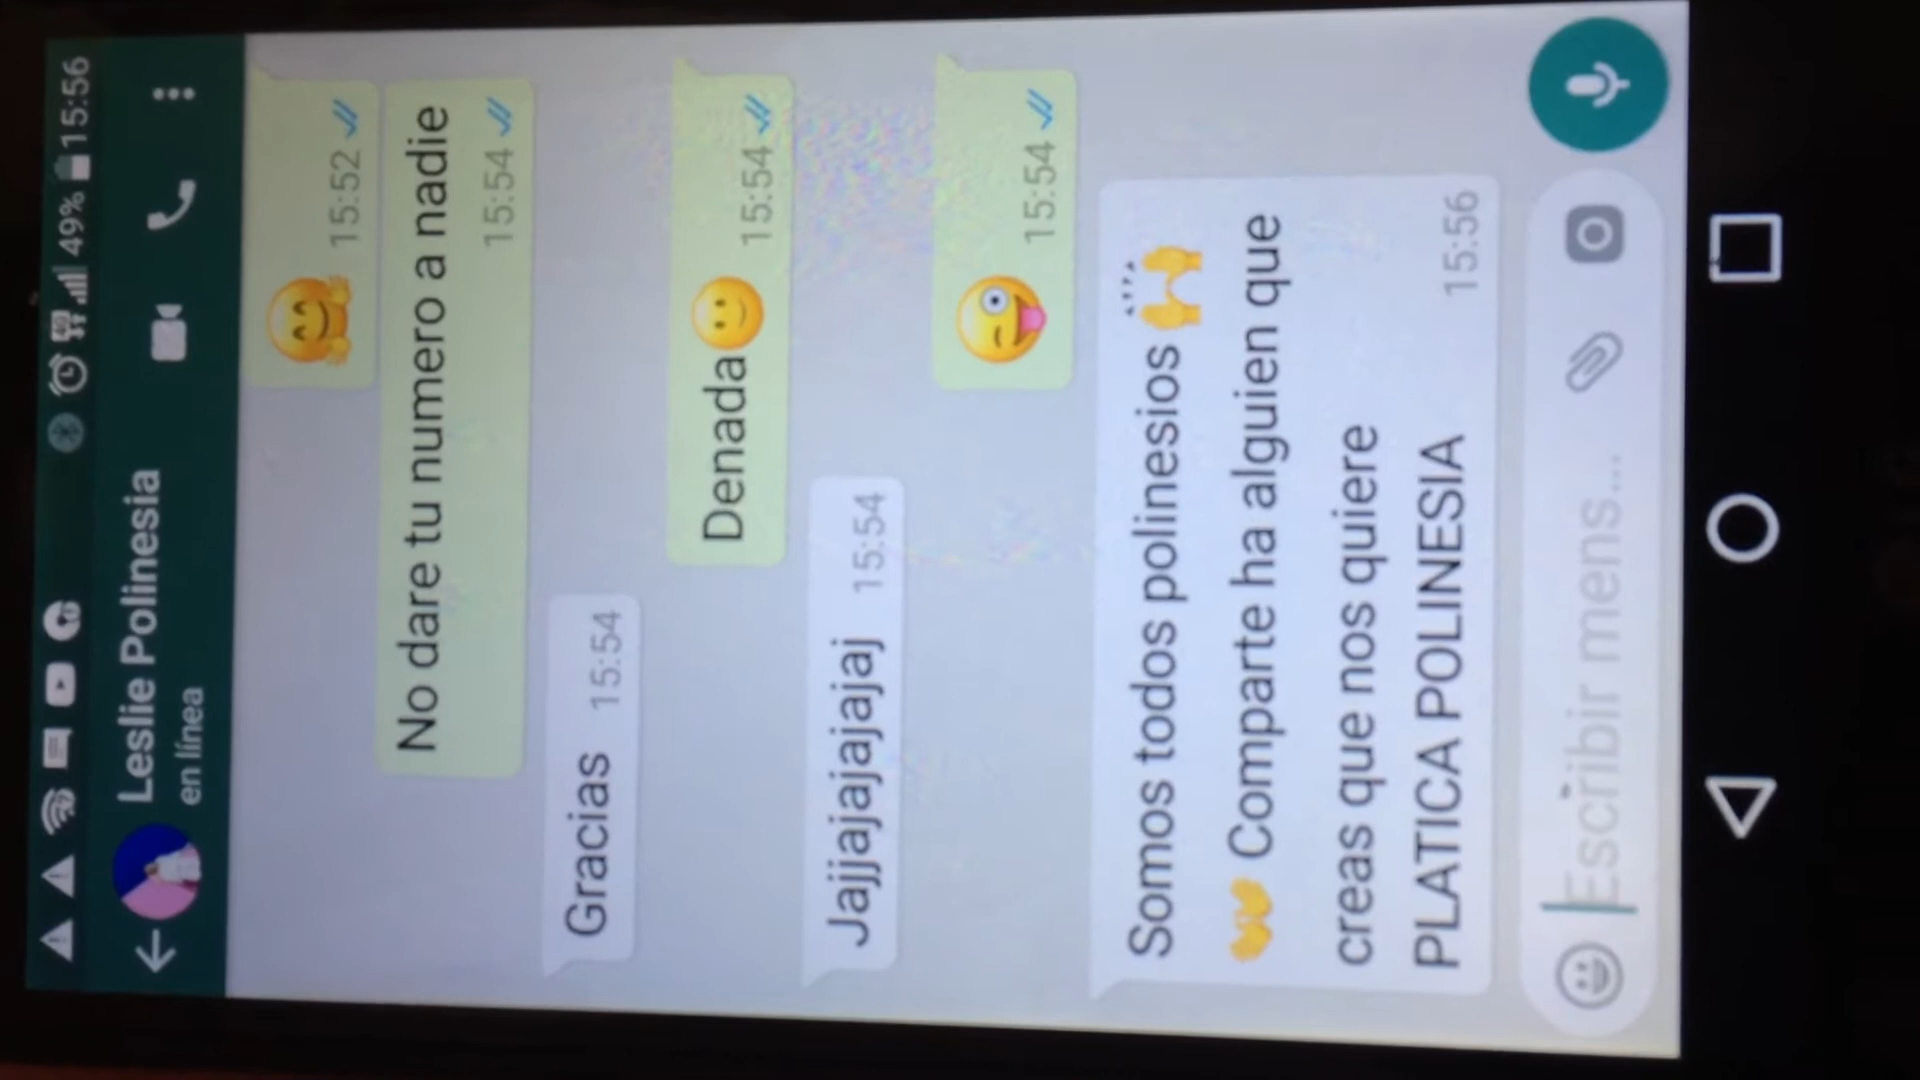 49% 15:56
Leslie Polinesia
en línea
15:52
No dare tu numero a nadie
15:54
Gracias 15:54
Denada 15:54
Jajjajajajajajaj 15:54
15:54
Somos todos polinesios
Comparte ha alguien que
creas que nos quiere
PLATICA POLINESIA
15:56
Escribir mens...